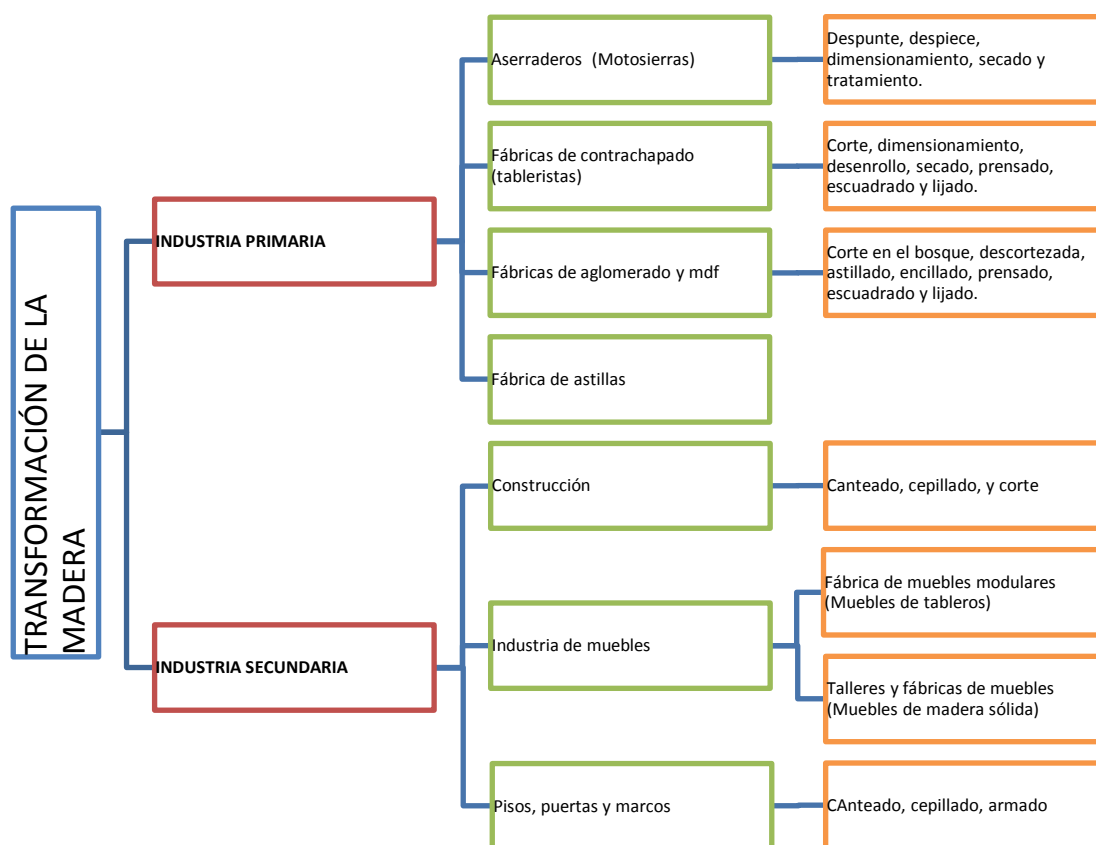 TRANSFORMACIÓN DE LA
MADERA
INDUSTRIA PRIMARIA
Aserraderos (Motosierras)
Despunte, despiece,
dimensionamiento, secado y
tratamiento.
Fábricas de contrachapado
(tableristas)
Corte, dimensionamiento,
desenrollo, secado, prensado,
escuadrado y lijado.
Fábricas de aglomerado y mdf
Corte en el bosque, descortezada,
astillado, encillado, prensado,
escuadrado y lijado.
Fábrica de astillas
INDUSTRIA SECUNDARIA
Construcción
Canteado, cepillado, y corte
Industria de muebles
Fábrica de muebles modulares
(Muebles de tableros)
Talleres y fábricas de muebles
(Muebles de madera sólida)
Pisos, puertas y marcos
CAnteado, cepillado, armado